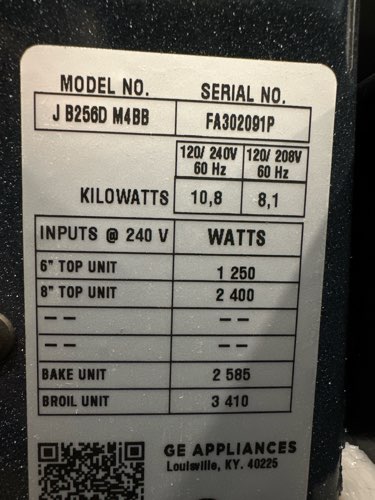 MODEL NO. SERIAL NO.
J B256D M4BB FA302091P
120/ 240V 120/ 208V
60 Hz 60 Hz
KILOWATTS 10,8 8,1
INPUTS @ 240 V WATTS
6" TOP UNIT 1 250
8" TOP UNIT 2 400
-- --
-- --
BAKE UNIT 2 585
BROIL UNIT 3 410
GE APPLIANCES
Louisville, KY. 40225